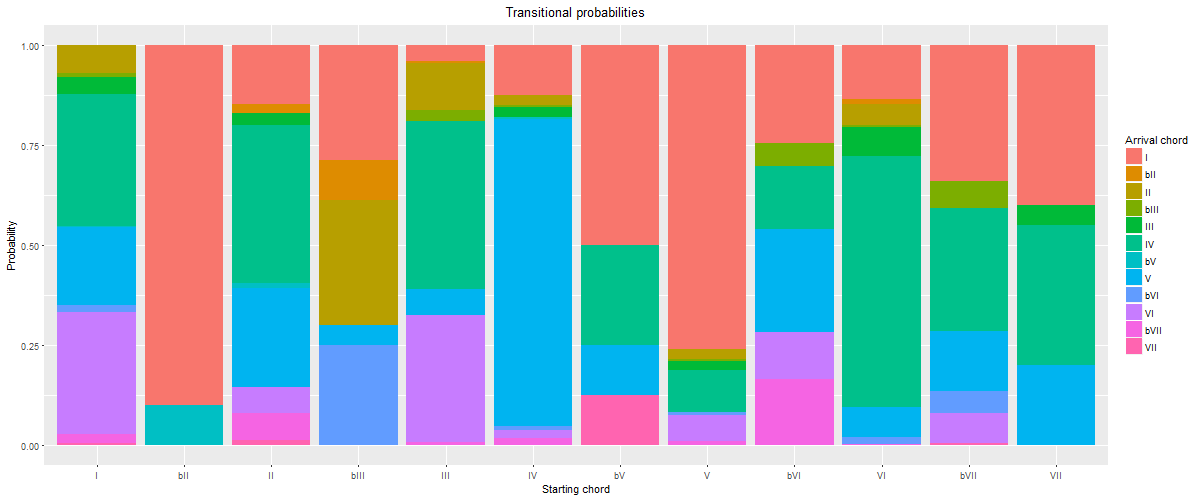 Transitional probabilities
1.00
0.75
0.50
0.25
0.00
Probability
I bII II bIII III IV bV V bVI VI bVII VII
Starting chord
Arrival chord
I
bII
II
bIII
III
IV
bV
V
bVI
VI
bVII
VII